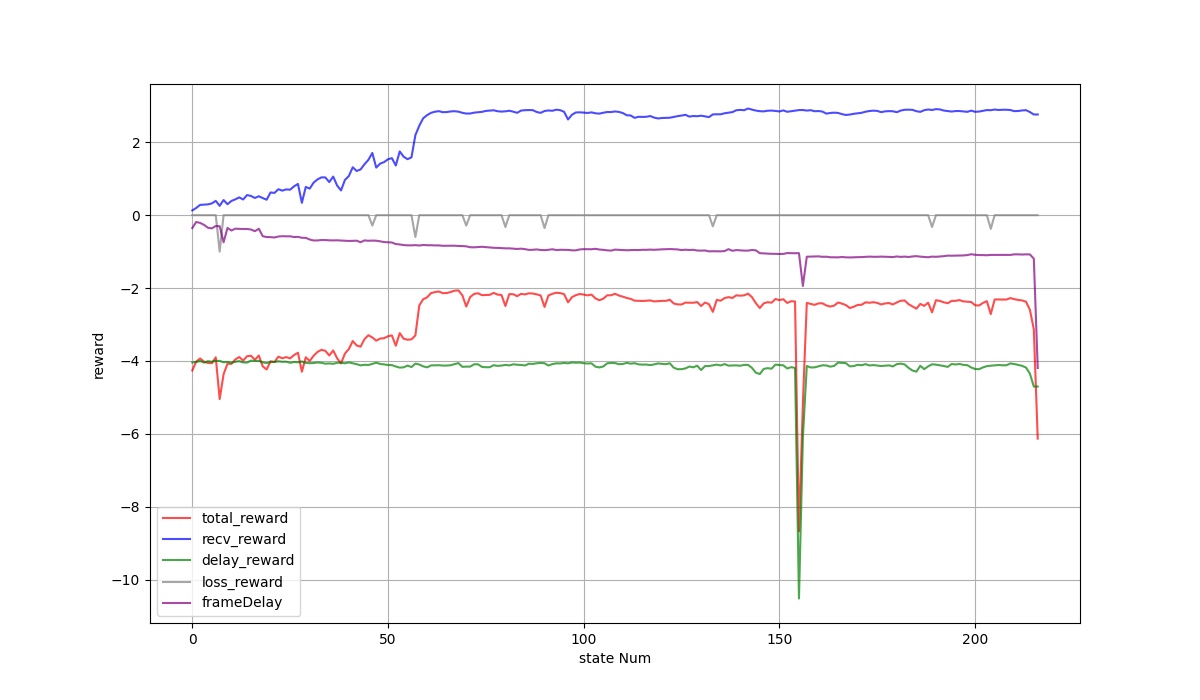 2
0
−2
−4
−6
−8
−10
reward
0
50
100
150
200
state Num
total_reward
recv_reward
delay_reward
loss_reward
frameDelay